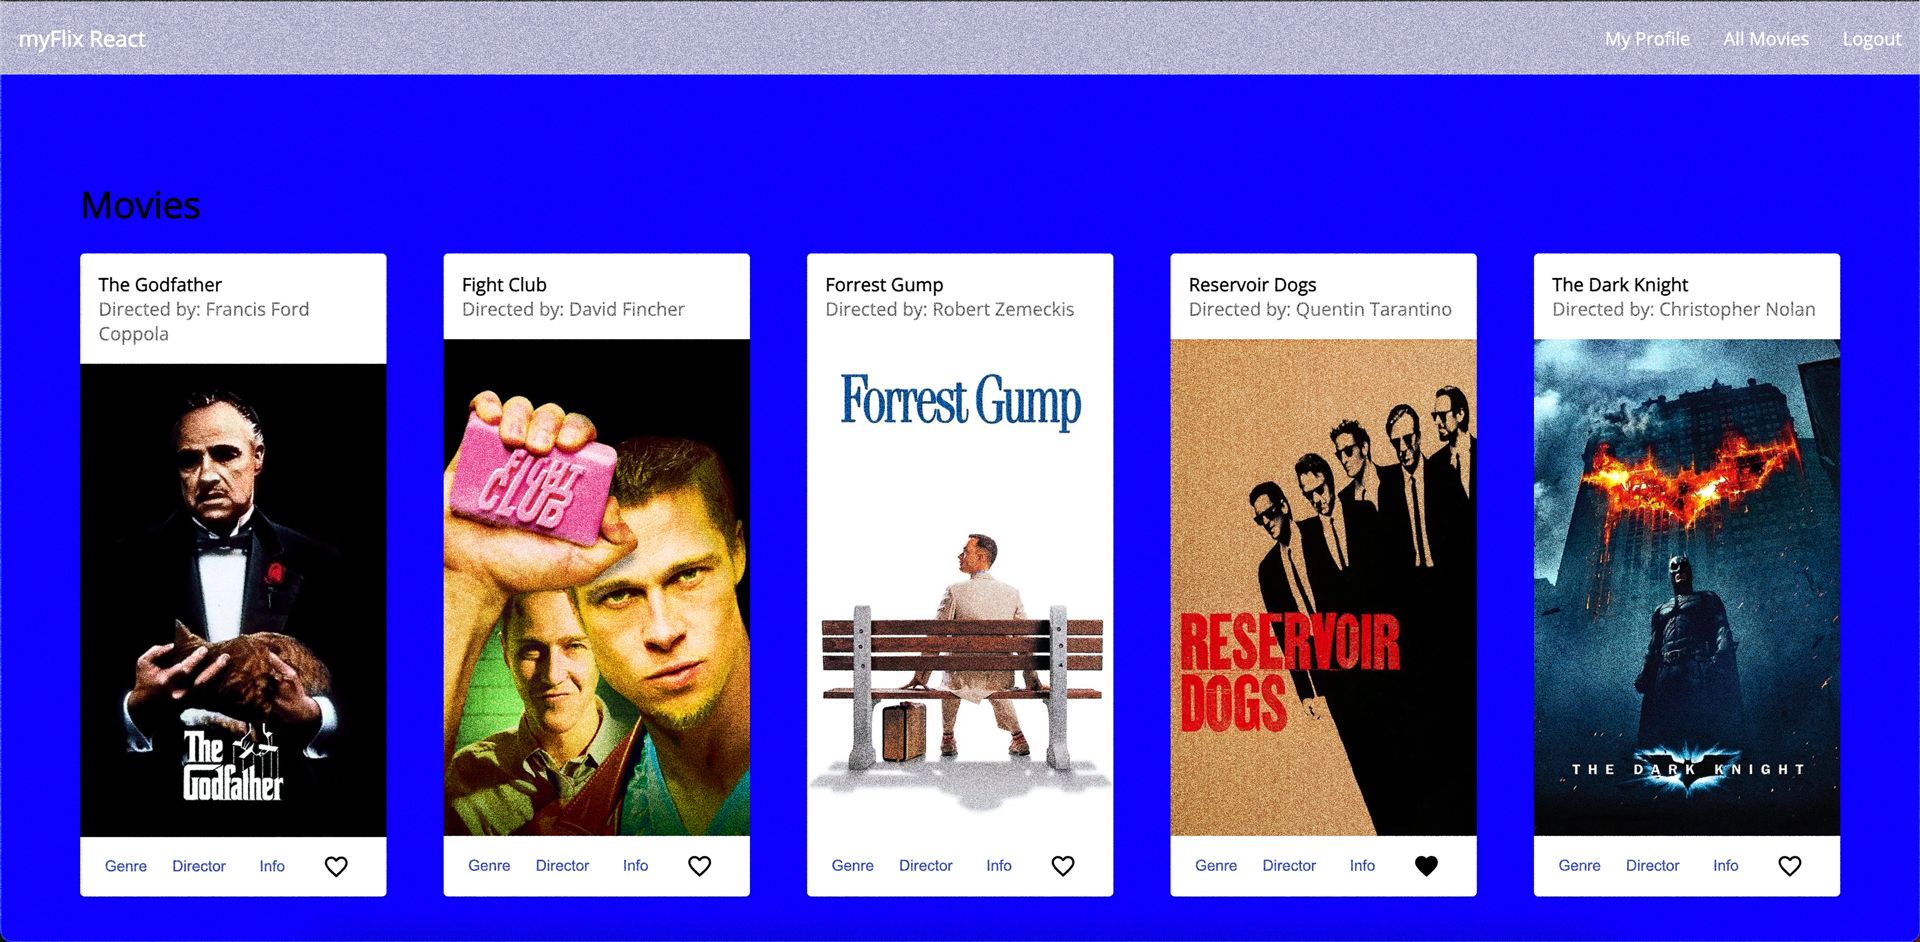 myFlix React
My Profile
All Movies
Logout
Movies
The Godfather
Directed by: Francis Ford
Coppola
The
Godfather
Genre
Director
Info
Fight Club
Directed by: David Fincher
FIGHT
CLUB
Genre
Director
Info
Forrest Gump
Directed by: Robert Zemeckis
Forrest Gump
Genre
Director
Info
Reservoir Dogs
Directed by: Quentin Tarantino
RESERVOIR
DOGS
Genre
Director
Info
The Dark Knight
Directed by: Christopher Nolan
THE DARK KNIGHT
Genre
Director
Info